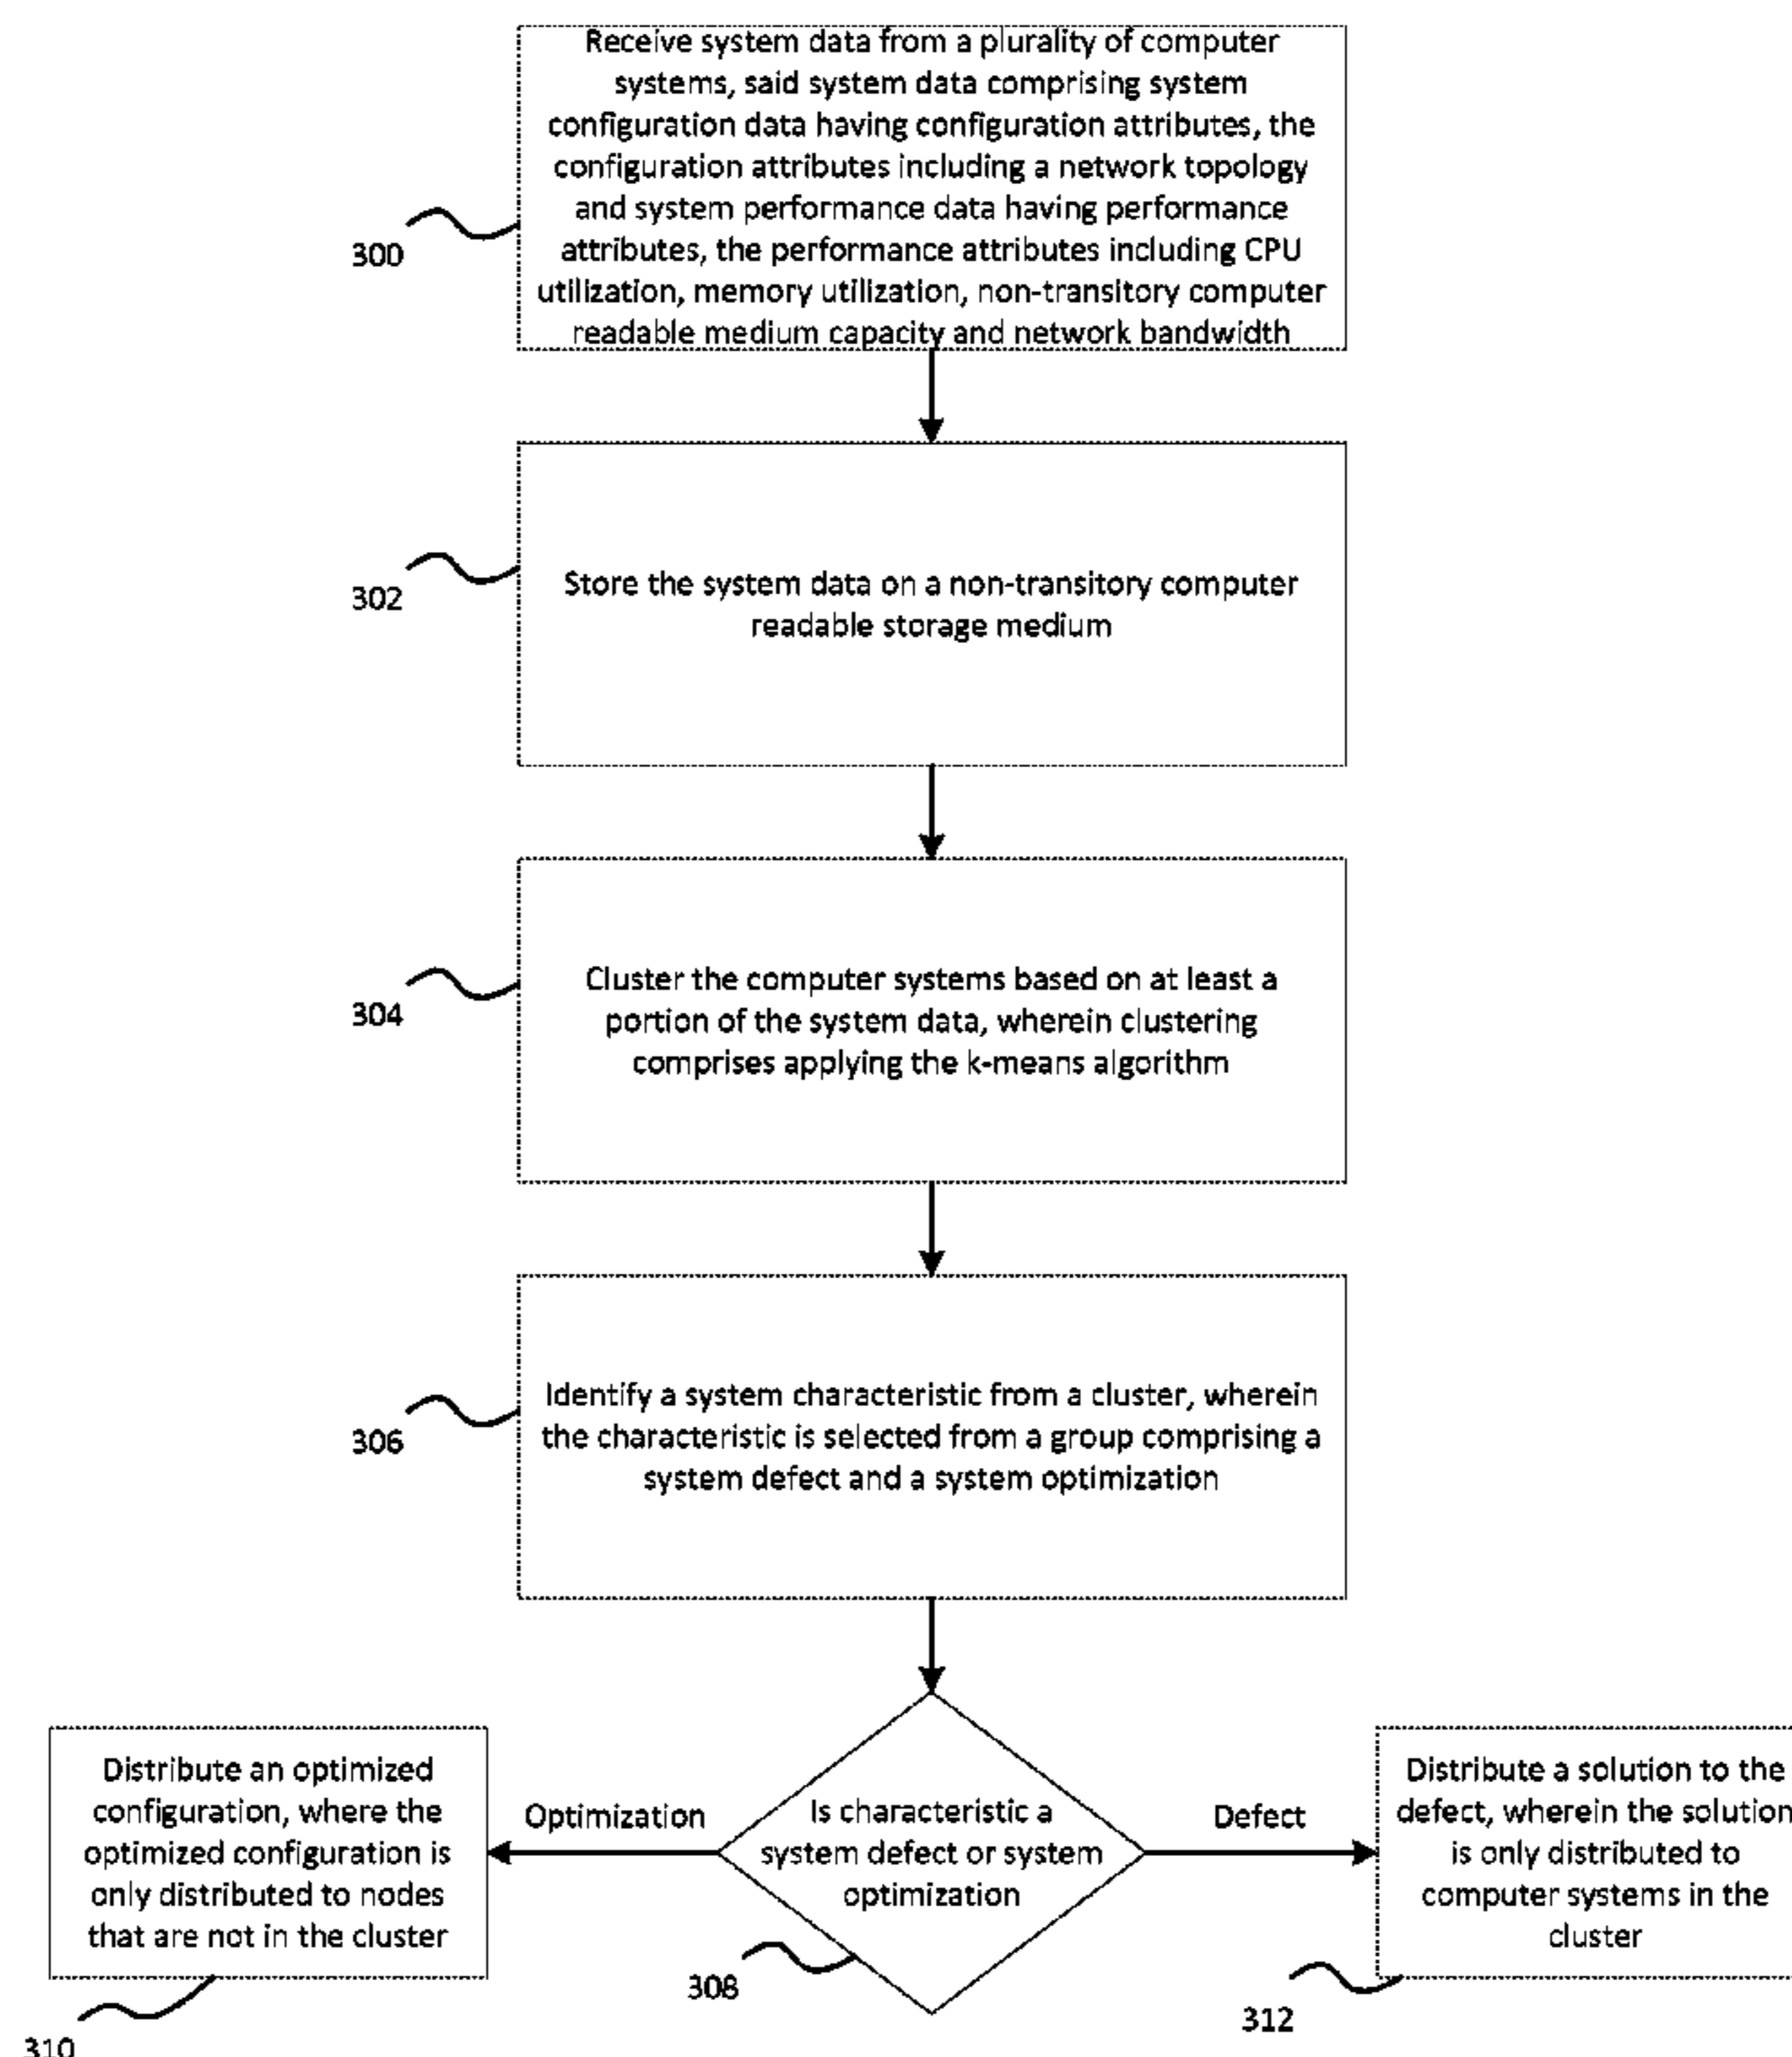 Receive system data from a plurality of computer
systems, said system data comprising system
configuration data having configuration attributes, the
configuration attributes including a network topology
and system performance data having performance
attributes, the performance attributes including CPU
utilization, memory utilization, non-transitory computer
readable medium capacity and network bandwidth
300
Store the system data on a non-transitory computer
readable storage medium
302
Cluster the computer systems based on at least a
portion of the system data, wherein clustering
comprises applying the k-means algorithm
304
Identify a system characteristic from a cluster, wherein
the characteristic is selected from a group comprising a
system defect and a system optimization
306
Is characteristic a
system defect or system
optimization
308
Optimization
Distribute an optimized
configuration, where the
optimized configuration is
only distributed to nodes
that are not in the cluster
310
Defect
Distribute a solution to the
defect, wherein the solution
is only distributed to
computer systems in the
cluster
312